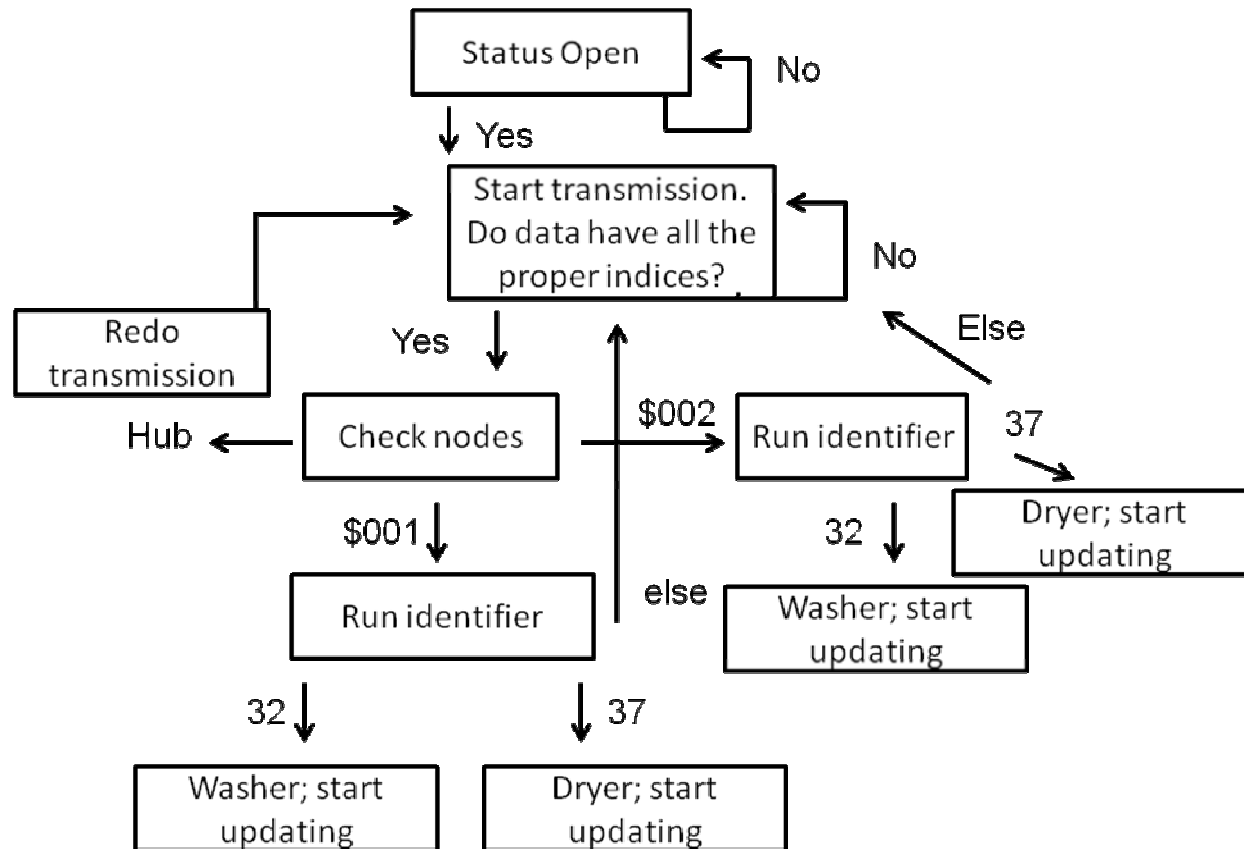 Status Open
No
Yes
Start transmission.
Do data have all the
proper indices?
No
Redo
transmission
Yes
Else
Hub
Check nodes
$002
Run identifier
37
$001
32
Dryer; start
updating
Run identifier
else
Washer; start
updating
32
37
Washer; start
updating
Dryer; start
updating